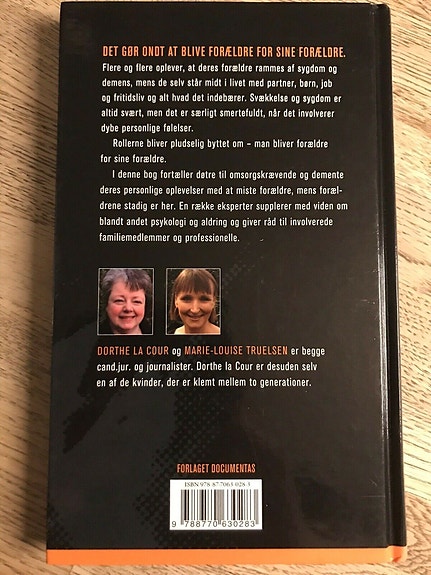 DET GØR ONDT AT BLIVE FORÆLDRE FOR SINE FORÆLDRE.
Flere og flere oplever, at deres forældre rammes af sygdom og
demens, mens de selv står midt i livet med partner, børn, job
og fritidsliv og alt hvad det indebærer. Svækkelse og sygdom er
altid svært, men det er særligt smertefuldt, når det involverer
dybe personlige følelser.
Rollerne bliver pludselig byttet om – man bliver forældre
for sine forældre.
I denne bog fortæller døtre til omsorgskrævende og demente
deres personlige oplevelser med at miste forældre, mens foræl-
drene stadig er her. En række eksperter supplerer med viden om
blandt andet psykologi og aldring og giver råd til involverede
familiemedlemmer og professionelle.
DORTHE LA COUR og MARIE-LOUISE TRUELSEN er begge
cand.jur. og journalister. Dorthe la Cour er desuden selv
en af de kvinder, der er klemt mellem to generationer.
FORLAGET DOCUMENTAS
ISBN 978-87-7063-028-3
9 788770 630283